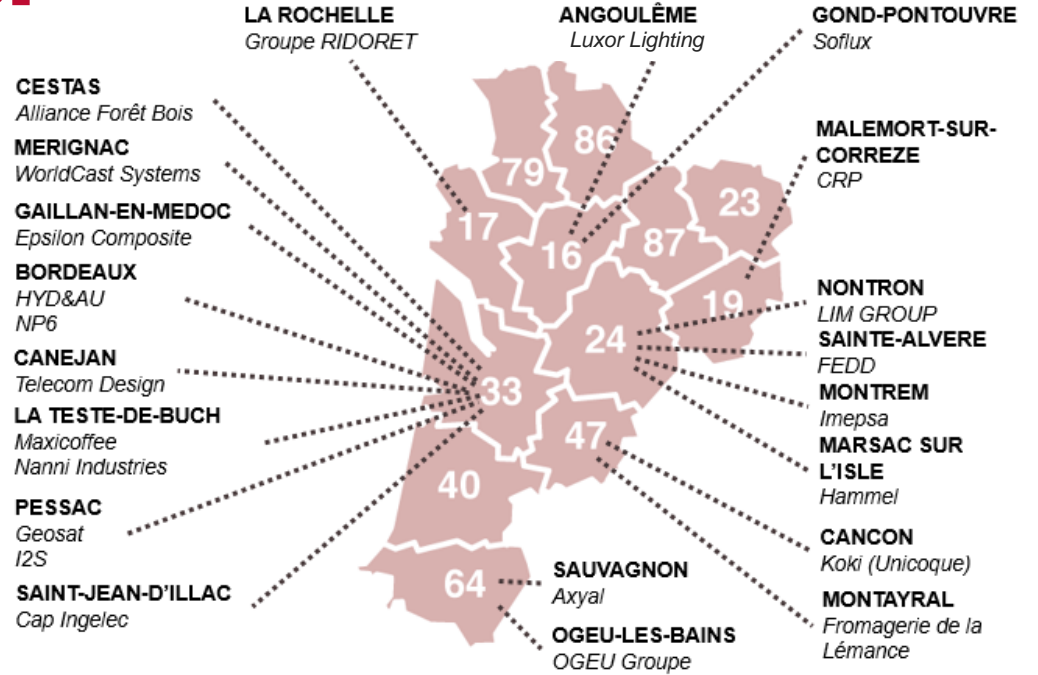 LA ROCHELLE
Groupe RIDORET
ANGOULÊME
Luxor Lighting
GOND-PONTOUVRE
Soflux
CESTAS
Alliance Forêt Bois
MERIGNAC
WorldCast Systems
GAILLAN-EN-MEDOC
Epsilon Composite
BORDEAUX
HYD&AU
NP6
CANEJAN
Telecom Design
LA TESTE-DE-BUCH
Maxicoffee
Nanni Industries
PESSAC
Geosat
I2S
SAINT-JEAN-D'ILLAC
Cap Ingelec
86
79
23
17
87
16
19
24
33
47
40
64
MALEMORT-SUR-
CORREZE
CRP
NONTRON
LIM GROUP
SAINTE-ALVERE
FEDD
MONTREM
Imepsa
MARSAC SUR
L'ISLE
Hammel
CANCON
Koki (Unicoque)
MONTAYRAL
Fromagerie de la
Lémance
SAUVAGNON
Axyal
OGEU-LES-BAINS
OGEU Groupe